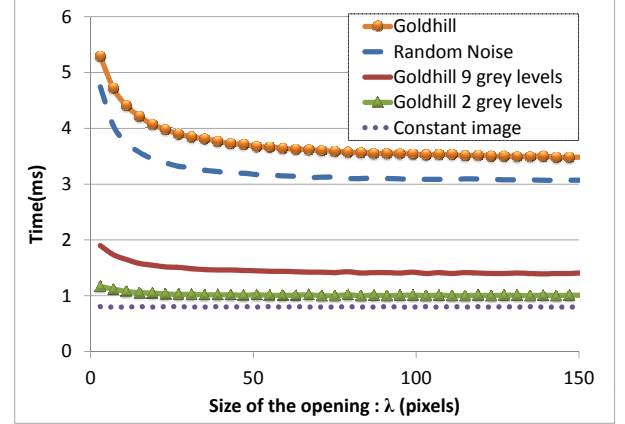 6
5
4
3
2
1
0
Time(ms)
Goldhill
Random Noise
Goldhill 9 grey levels
Goldhill 2 grey levels
Constant image
0 50 100 150
Size of the opening : λ (pixels)